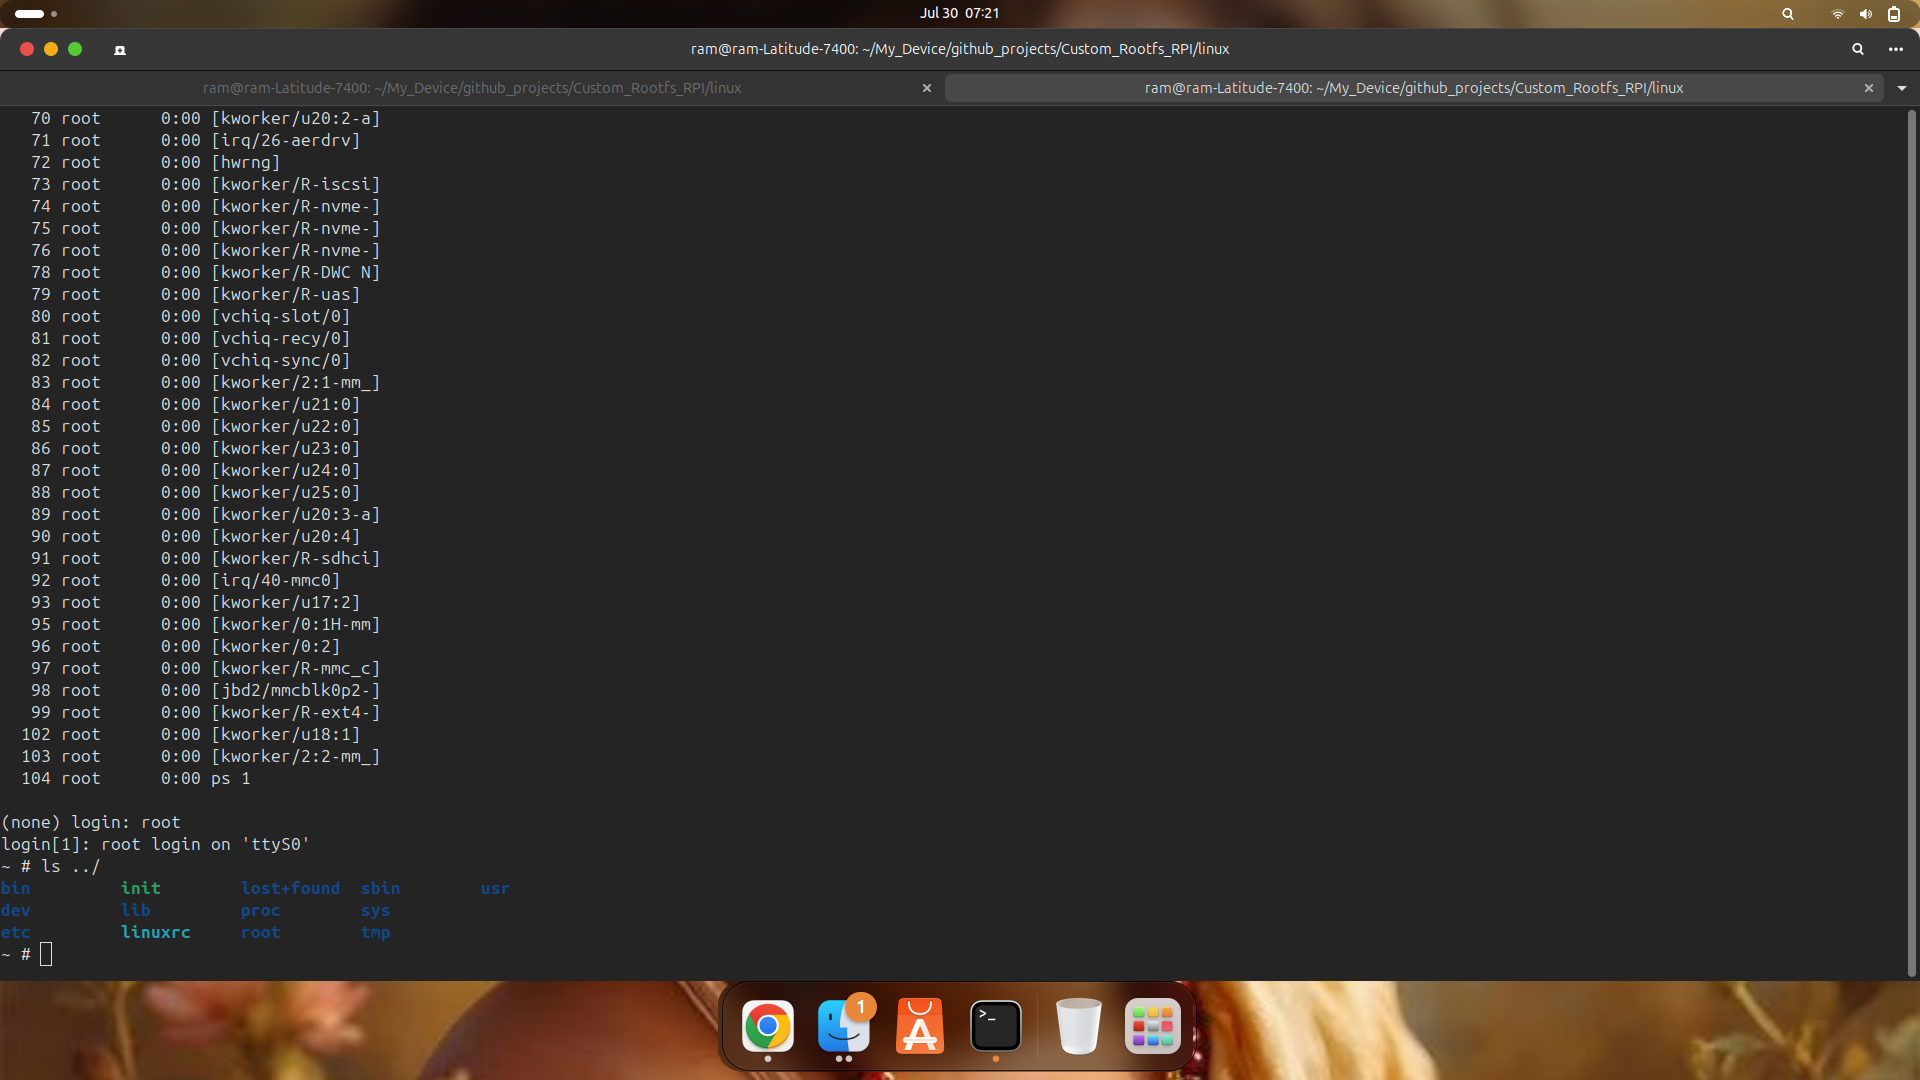 Jul 30 07:21
ram@ram-Latitude-7400: ~/My_Device/github_projects/Custom_Rootfs_RPI/linux
ram@ram-Latitude-7400: ~/My_Device/github_projects/Custom_Rootfs_RPI/linux
ram@ram-Latitude-7400: ~/My_Device/github_projects/Custom_Rootfs_RPI/linux
70 root 0:00 [kworker/u20:2-a]
71 root 0:00 [irq/26-aerdrv]
72 root 0:00 [hwrng]
73 root 0:00 [kworker/R-iscsi]
74 root 0:00 [kworker/R-nvme-]
75 root 0:00 [kworker/R-nvme-]
76 root 0:00 [kworker/R-nvme-]
78 root 0:00 [kworker/R-DWC N]
79 root 0:00 [kworker/R-uas]
80 root 0:00 [vchiq-slot/0]
81 root 0:00 [vchiq-recy/0]
82 root 0:00 [vchiq-sync/0]
83 root 0:00 [kworker/2:1-mm_]
84 root 0:00 [kworker/u21:0]
85 root 0:00 [kworker/u22:0]
86 root 0:00 [kworker/u23:0]
87 root 0:00 [kworker/u24:0]
88 root 0:00 [kworker/u25:0]
89 root 0:00 [kworker/u20:3-a]
90 root 0:00 [kworker/u20:4]
91 root 0:00 [kworker/R-sdhci]
92 root 0:00 [irq/40-mmc0]
93 root 0:00 [kworker/u17:2]
95 root 0:00 [kworker/0:1H-mm]
96 root 0:00 [kworker/0:2]
97 root 0:00 [kworker/R-mmc_c]
98 root 0:00 [jbd2/mmcblk0p2-]
99 root 0:00 [kworker/R-ext4-]
102 root 0:00 [kworker/u18:1]
103 root 0:00 [kworker/2:2-mm_]
104 root 0:00 ps 1
(none) login: root
login[1]: root login on 'ttyS0'
~ # ls ../
bin init lost+found sbin usr
dev lib proc sys
etc linuxrc root tmp
~ #
1
>_